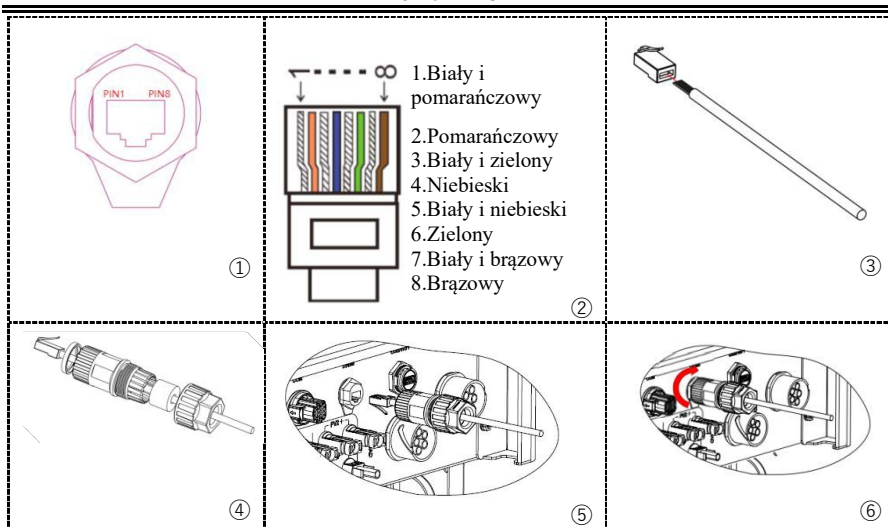 PIN1 PIN8
①
1 8
1.Biały i
pomarańczowy
2.Pomarańczowy
3.Biały i zielony
4.Niebieski
5.Biały i niebieski
6.Zielony
7.Biały i brązowy
8.Brązowy
②
③
④
⑤
⑥